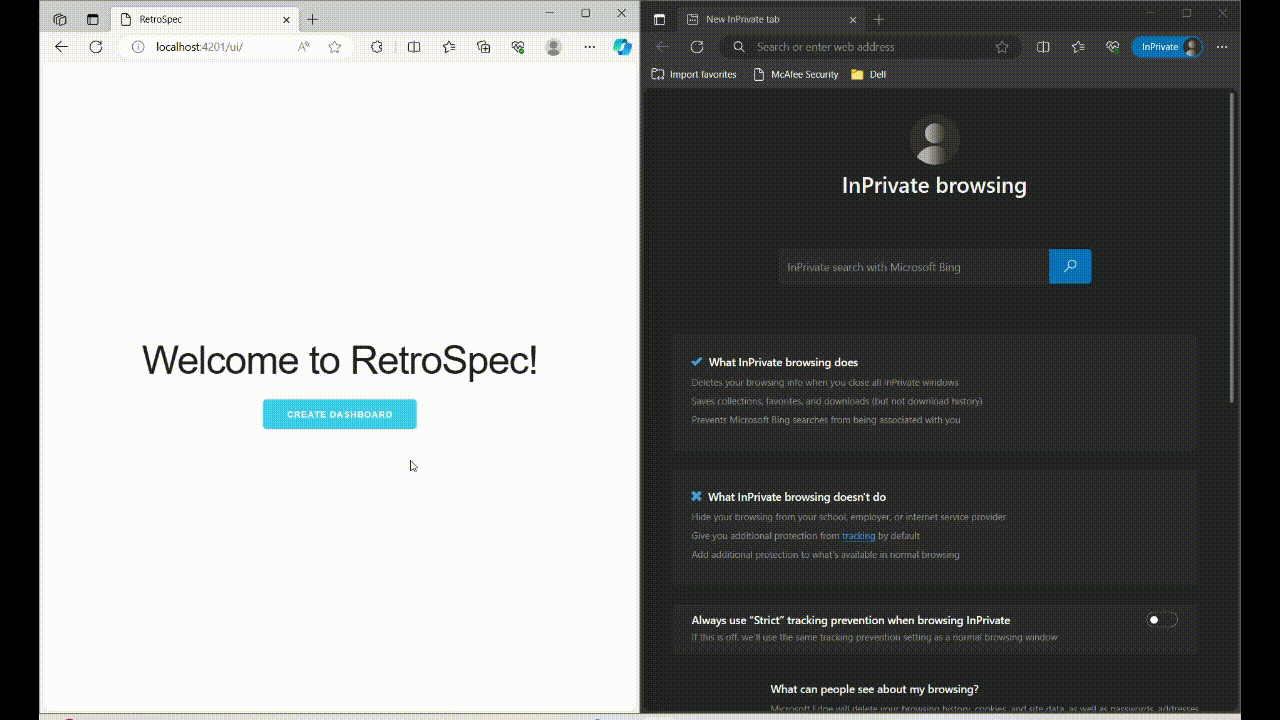 RetroSpec
localhost:4201/ui/
Welcome to RetroSpec!
CREATE DASHBOARD
New InPrivate tab
Search or enter web address
InPrivate
Import favorites
McAfee Security
Dell
InPrivate browsing
InPrivate search with Microsoft Bing
What InPrivate browsing does
Deletes your browsing info when you close all InPrivate windows
Saves collections, favorites, and downloads (but not download history)
Prevents Microsoft Bing searches from being associated with you
What InPrivate browsing doesn't do
Hide your browsing from your school, employer, or internet service provider
Give you additional protection from tracking by default
Add additional protection to what's available in normal browsing
Always use “Strict” tracking prevention when browsing InPrivate
If this is off, we'll use the same tracking prevention setting as a normal browsing window
What can people see about my browsing?
Microsoft Edge will delete your browsing history, cookies, and site data, as well as passwords, addresses